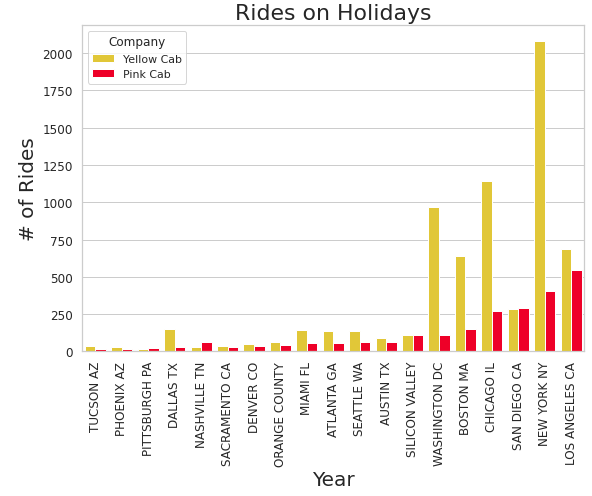 Rides on Holidays
Company
Yellow Cab
Pink Cab
# of Rides
2000
1750
1500
1250
1000
750
500
250
0
TUCSON AZ
PHOENIX AZ
PITTSBURGH PA
DALLAS TX
NASHVILLE TN
SACRAMENTO CA
DENVER CO
ORANGE COUNTY
MIAMI FL
ATLANTA GA
SEATTLE WA
AUSTIN TX
SILICON VALLEY
WASHINGTON DC
BOSTON MA
CHICAGO IL
SAN DIEGO CA
NEW YORK NY
LOS ANGELES CA
Year